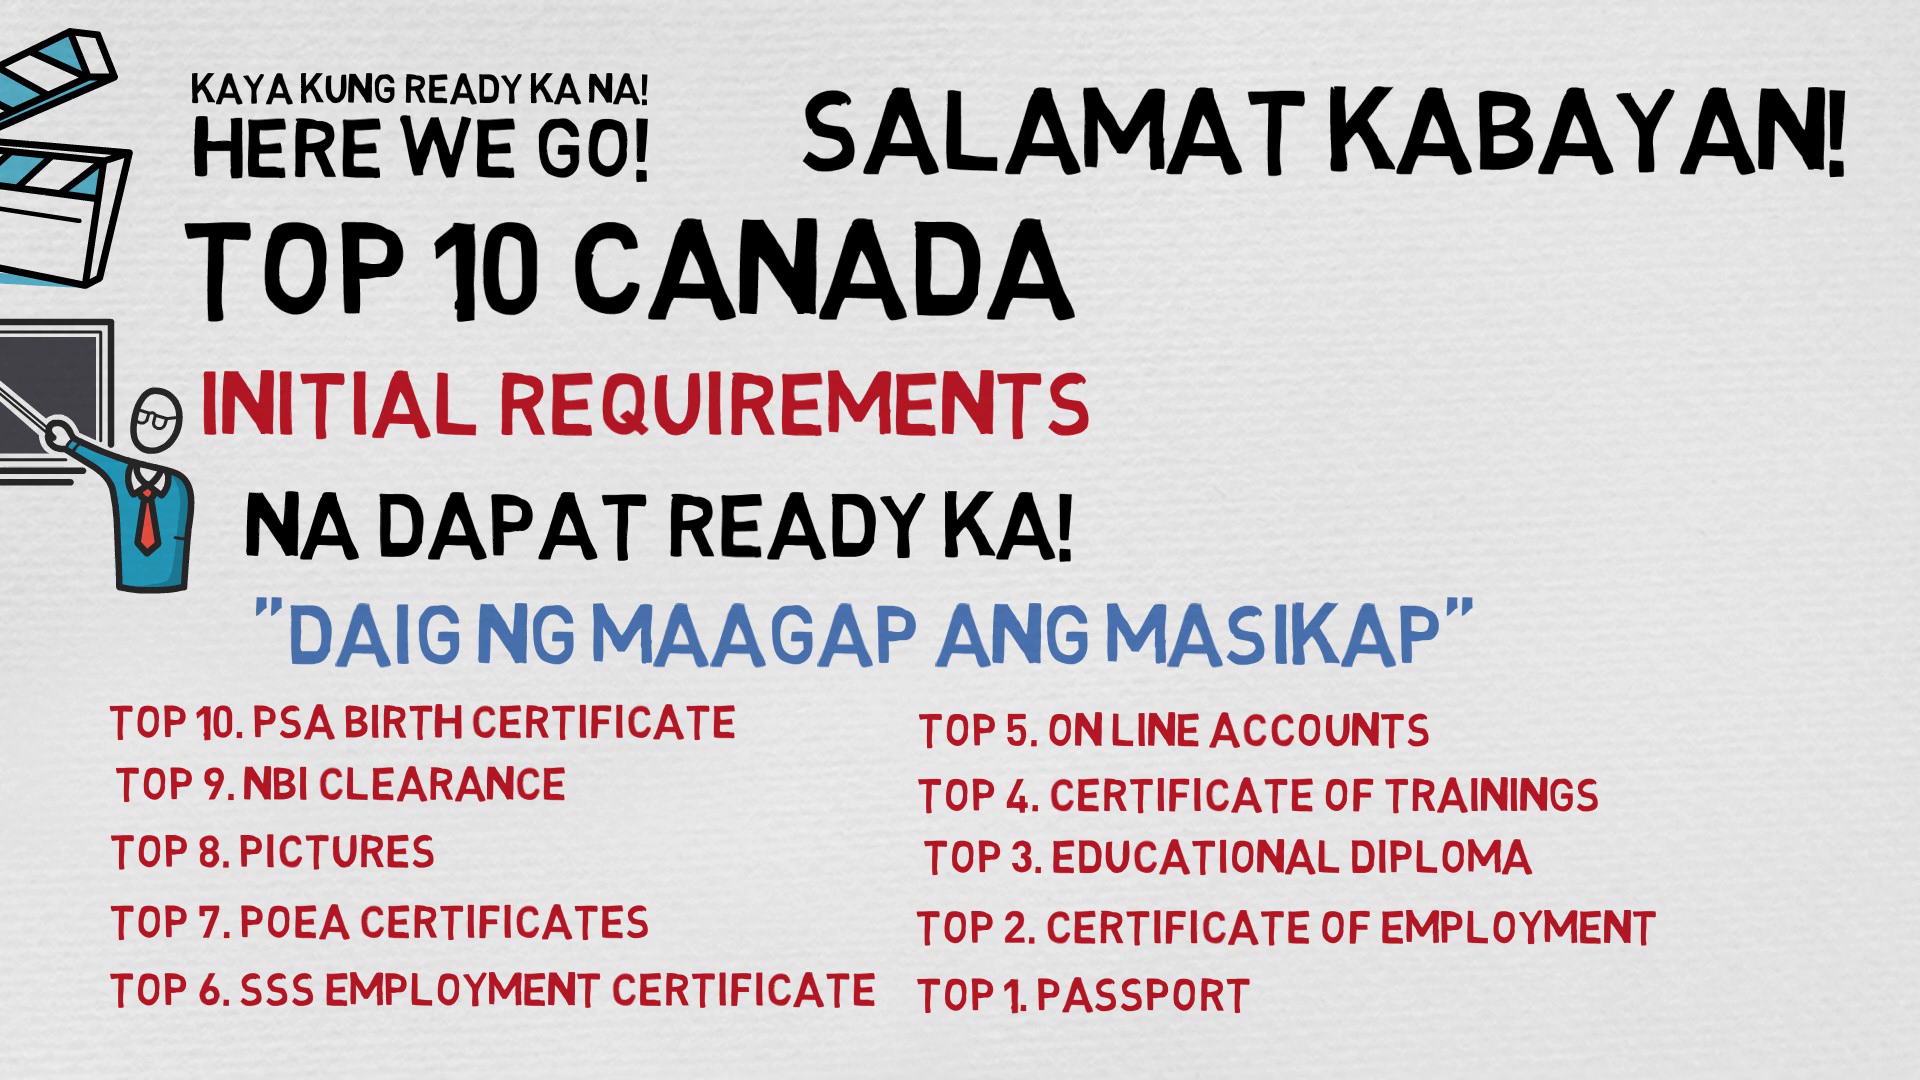 KAYA KUNG READY KA NA!
HERE WE GO!
SALAMAT KABAYAN!
TOP 10 CANADA
INITIAL REQUIREMENTS
NA DAPAT READY KA!
"DAIG NG MAAGAP ANG MASIKAP"
TOP 10. PSA BIRTH CERTIFICATE
TOP 9. NBI CLEARANCE
TOP 8. PICTURES
TOP 7. POEA CERTIFICATES
TOP 6. SSS EMPLOYMENT CERTIFICATE
TOP 5. ON LINE ACCOUNTS
TOP 4. CERTIFICATE OF TRAININGS
TOP 3. EDUCATIONAL DIPLOMA
TOP 2. CERTIFICATE OF EMPLOYMENT
TOP 1. PASSPORT